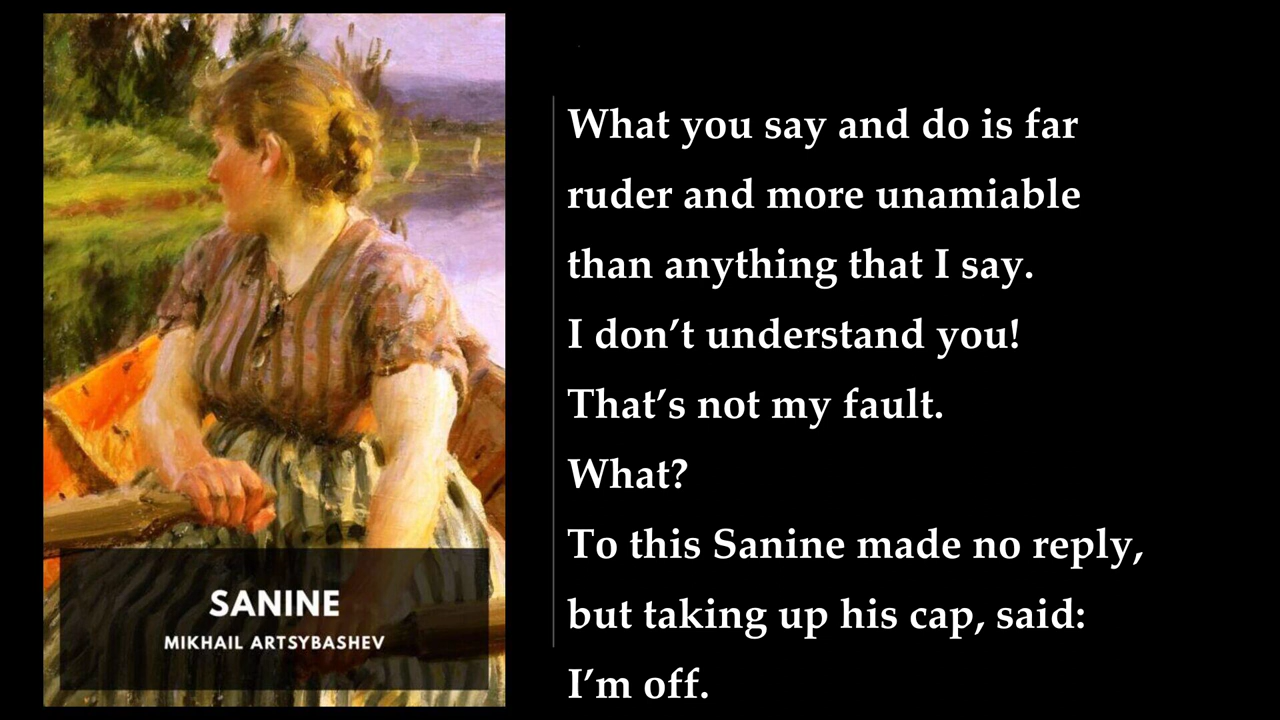 SANINE
MIKHAIL ARTSYBASHEV
What you say and do is far
ruder and more unamiable
than anything that I say.
I don’t understand you!
That’s not my fault.
What?
To this Sanine made no reply,
but taking up his cap, said:
I’m off.